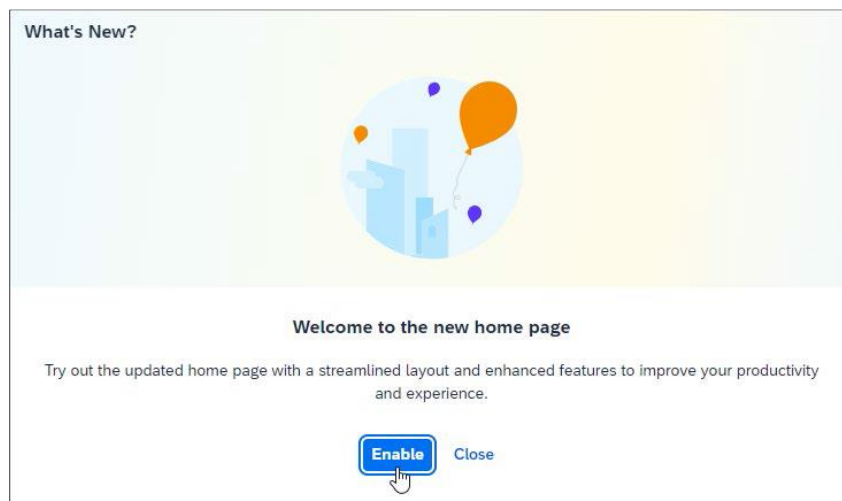 What's New?
Welcome to the new home page
Try out the updated home page with a streamlined layout and enhanced features to improve your productivity
and experience.
Enable
Close